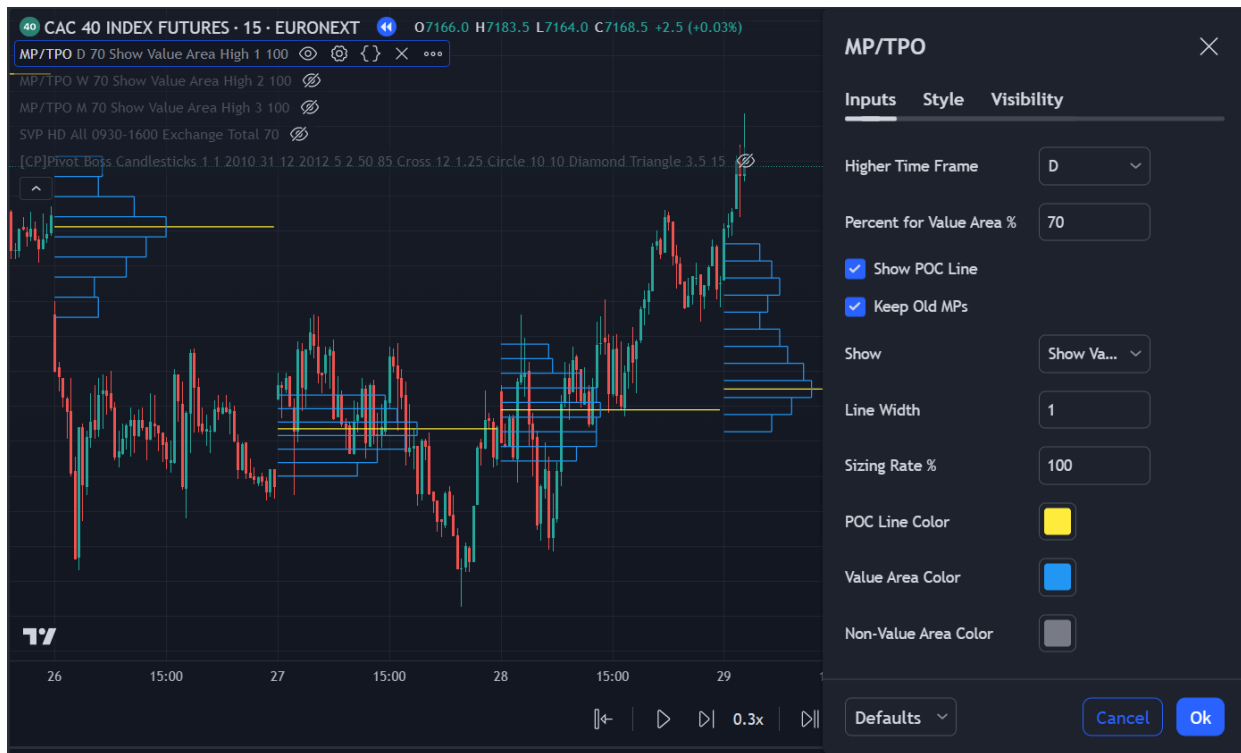 40 CAC 40 INDEX FUTURES · 15 · EURONEXT O7166.0 H7183.5 L7164.0 C7168.5 +2.5 (+0.03%)
MP/TPO D 70 Show Value Area High 1 100
MP/TPO W 70 Show Value Area High 2 100
MP/TPO M 70 Show Value Area High 3 100
SVP HD All 0930-1600 Exchange Total 70
[CP]Pivot Boss Candlesticks 1 1 2010 31 12 2012 5 2 50 85 Cross 12 1.25 Circle 10 10 Diamond Triangle 3.5 15
26 15:00 27 15:00 28 15:00 29
0.3x
MP/TPO
Inputs Style Visibility
Higher Time Frame D
Percent for Value Area % 70
Show POC Line
Keep Old MPs
Show Show Va...
Line Width 1
Sizing Rate % 100
POC Line Color
Value Area Color
Non-Value Area Color
Defaults Cancel Ok